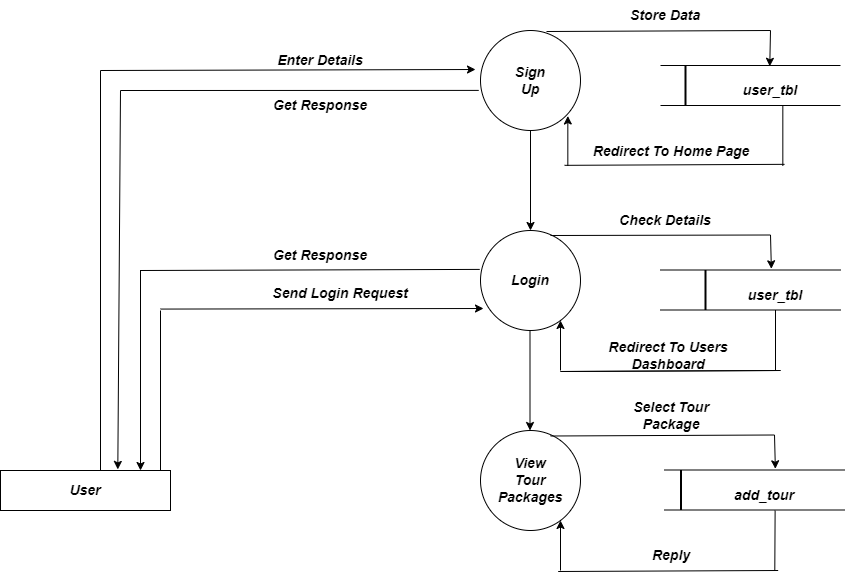 Store Data
Enter Details
Sign
Up
user_tbl
Get Response
Redirect To Home Page
Check Details
Get Response
Login
Send Login Request
user_tbl
Redirect To Users
Dashboard
Select Tour
Package
View
Tour
Packages
User
add_tour
Reply